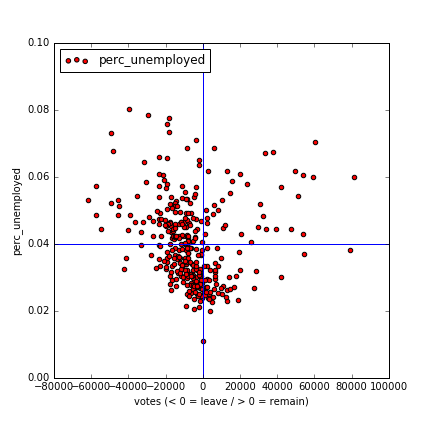 0.10
perc_unemployed
0.08
0.06
perc_unemployed
0.04
0.02
0.00
−80000 −60000 −40000 −20000 0 20000 40000 60000 80000 100000
votes (< 0 = leave / > 0 = remain)